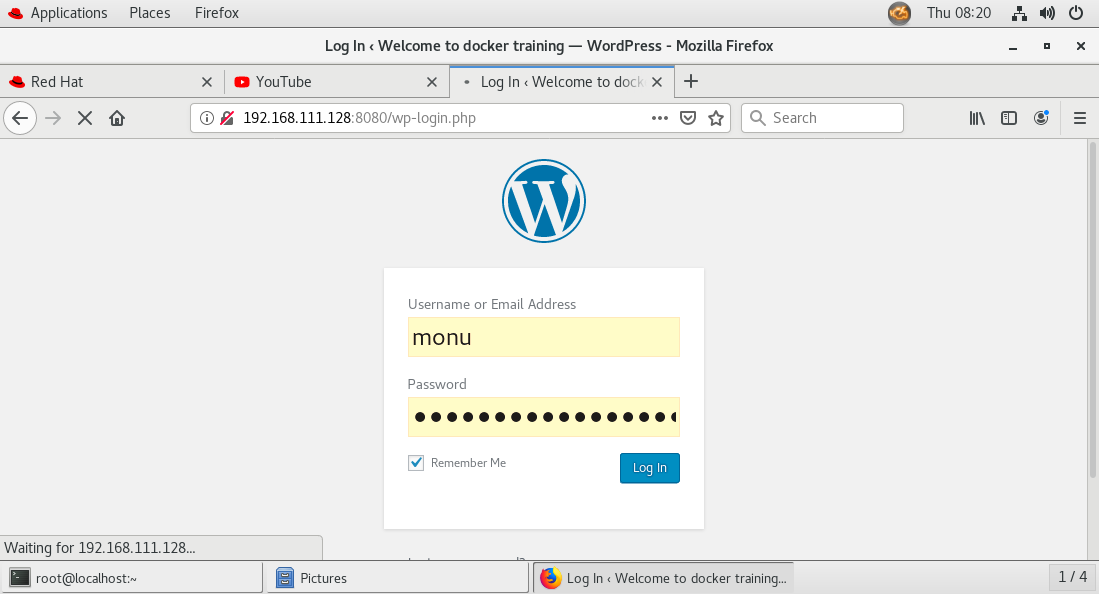 Applications Places Firefox Thu 08:20
Log In ‹ Welcome to docker training — WordPress - Mozilla Firefox
Red Hat YouTube Log In ‹ Welcome to dock
192.168.111.128:8080/wp-login.php Search
Username or Email Address
monu
Password
Remember Me Log In
Waiting for 192.168.111.128...
root@localhost:~ Pictures Log In ‹ Welcome to docker training... 1 / 4